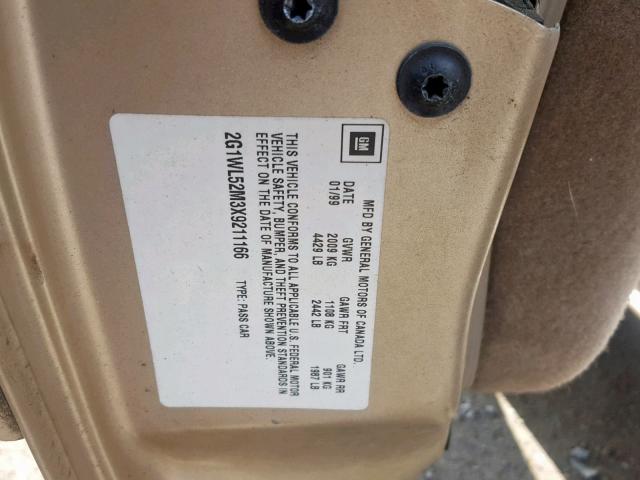 GM
MFD BY GENERAL MOTORS OF CANADA LTD.
DATE GVWR GAWR FRT GAWR RR
01/99 2009 KG 1108 KG 901 KG
4429 LB 2442 LB 1987 LB
THIS VEHICLE CONFORMS TO ALL APPLICABLE U.S. FEDERAL MOTOR
VEHICLE SAFETY, BUMPER, AND THEFT PREVENTION STANDARDS IN
EFFECT ON THE DATE OF MANUFACTURE SHOWN ABOVE.
2G1WL52M3X9211166 TYPE: PASS CAR